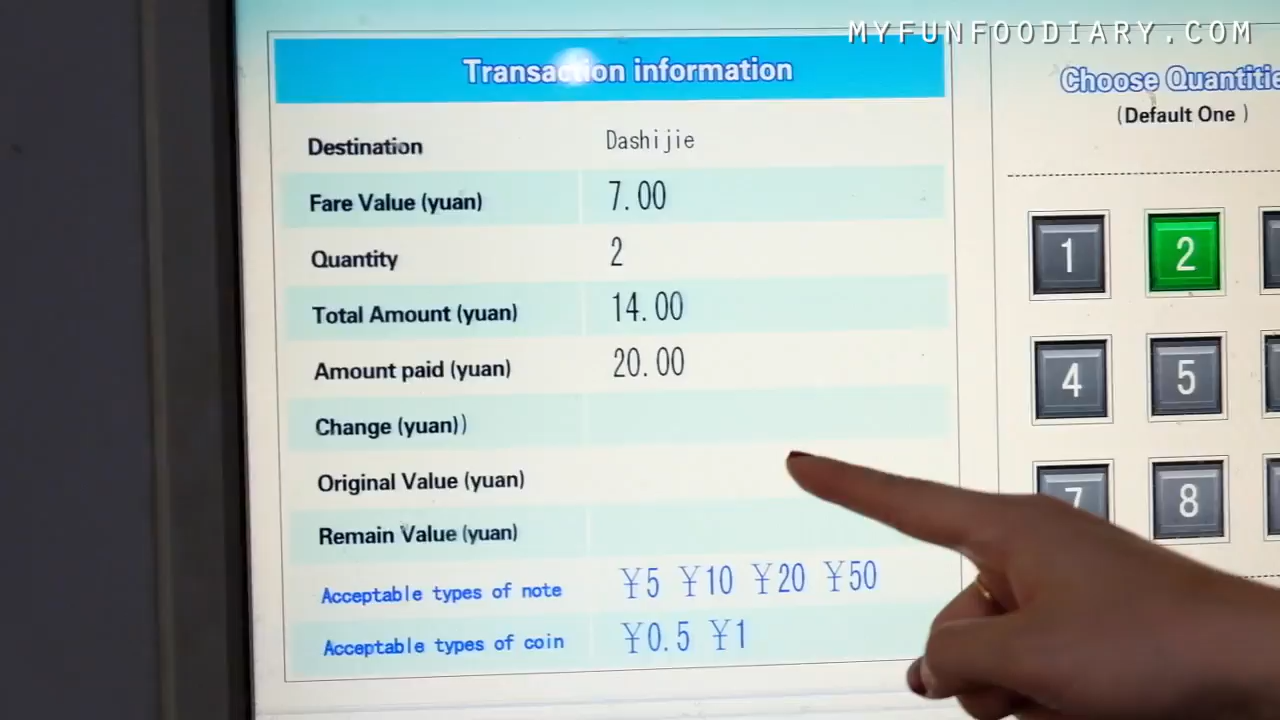 MYFUNFOODIARY.COM
Transaction information
Destination Dashijie
Fare Value (yuan) 7.00
Quantity 2
Total Amount (yuan) 14.00
Amount paid (yuan) 20.00
Change (yuan))
Original Value (yuan)
Remain Value (yuan)
Acceptable types of note ¥5 ¥10 ¥20 ¥50
Acceptable types of coin ¥0.5 ¥1
Choose Quantitie
(Default One )
1 2
4 5
7 8